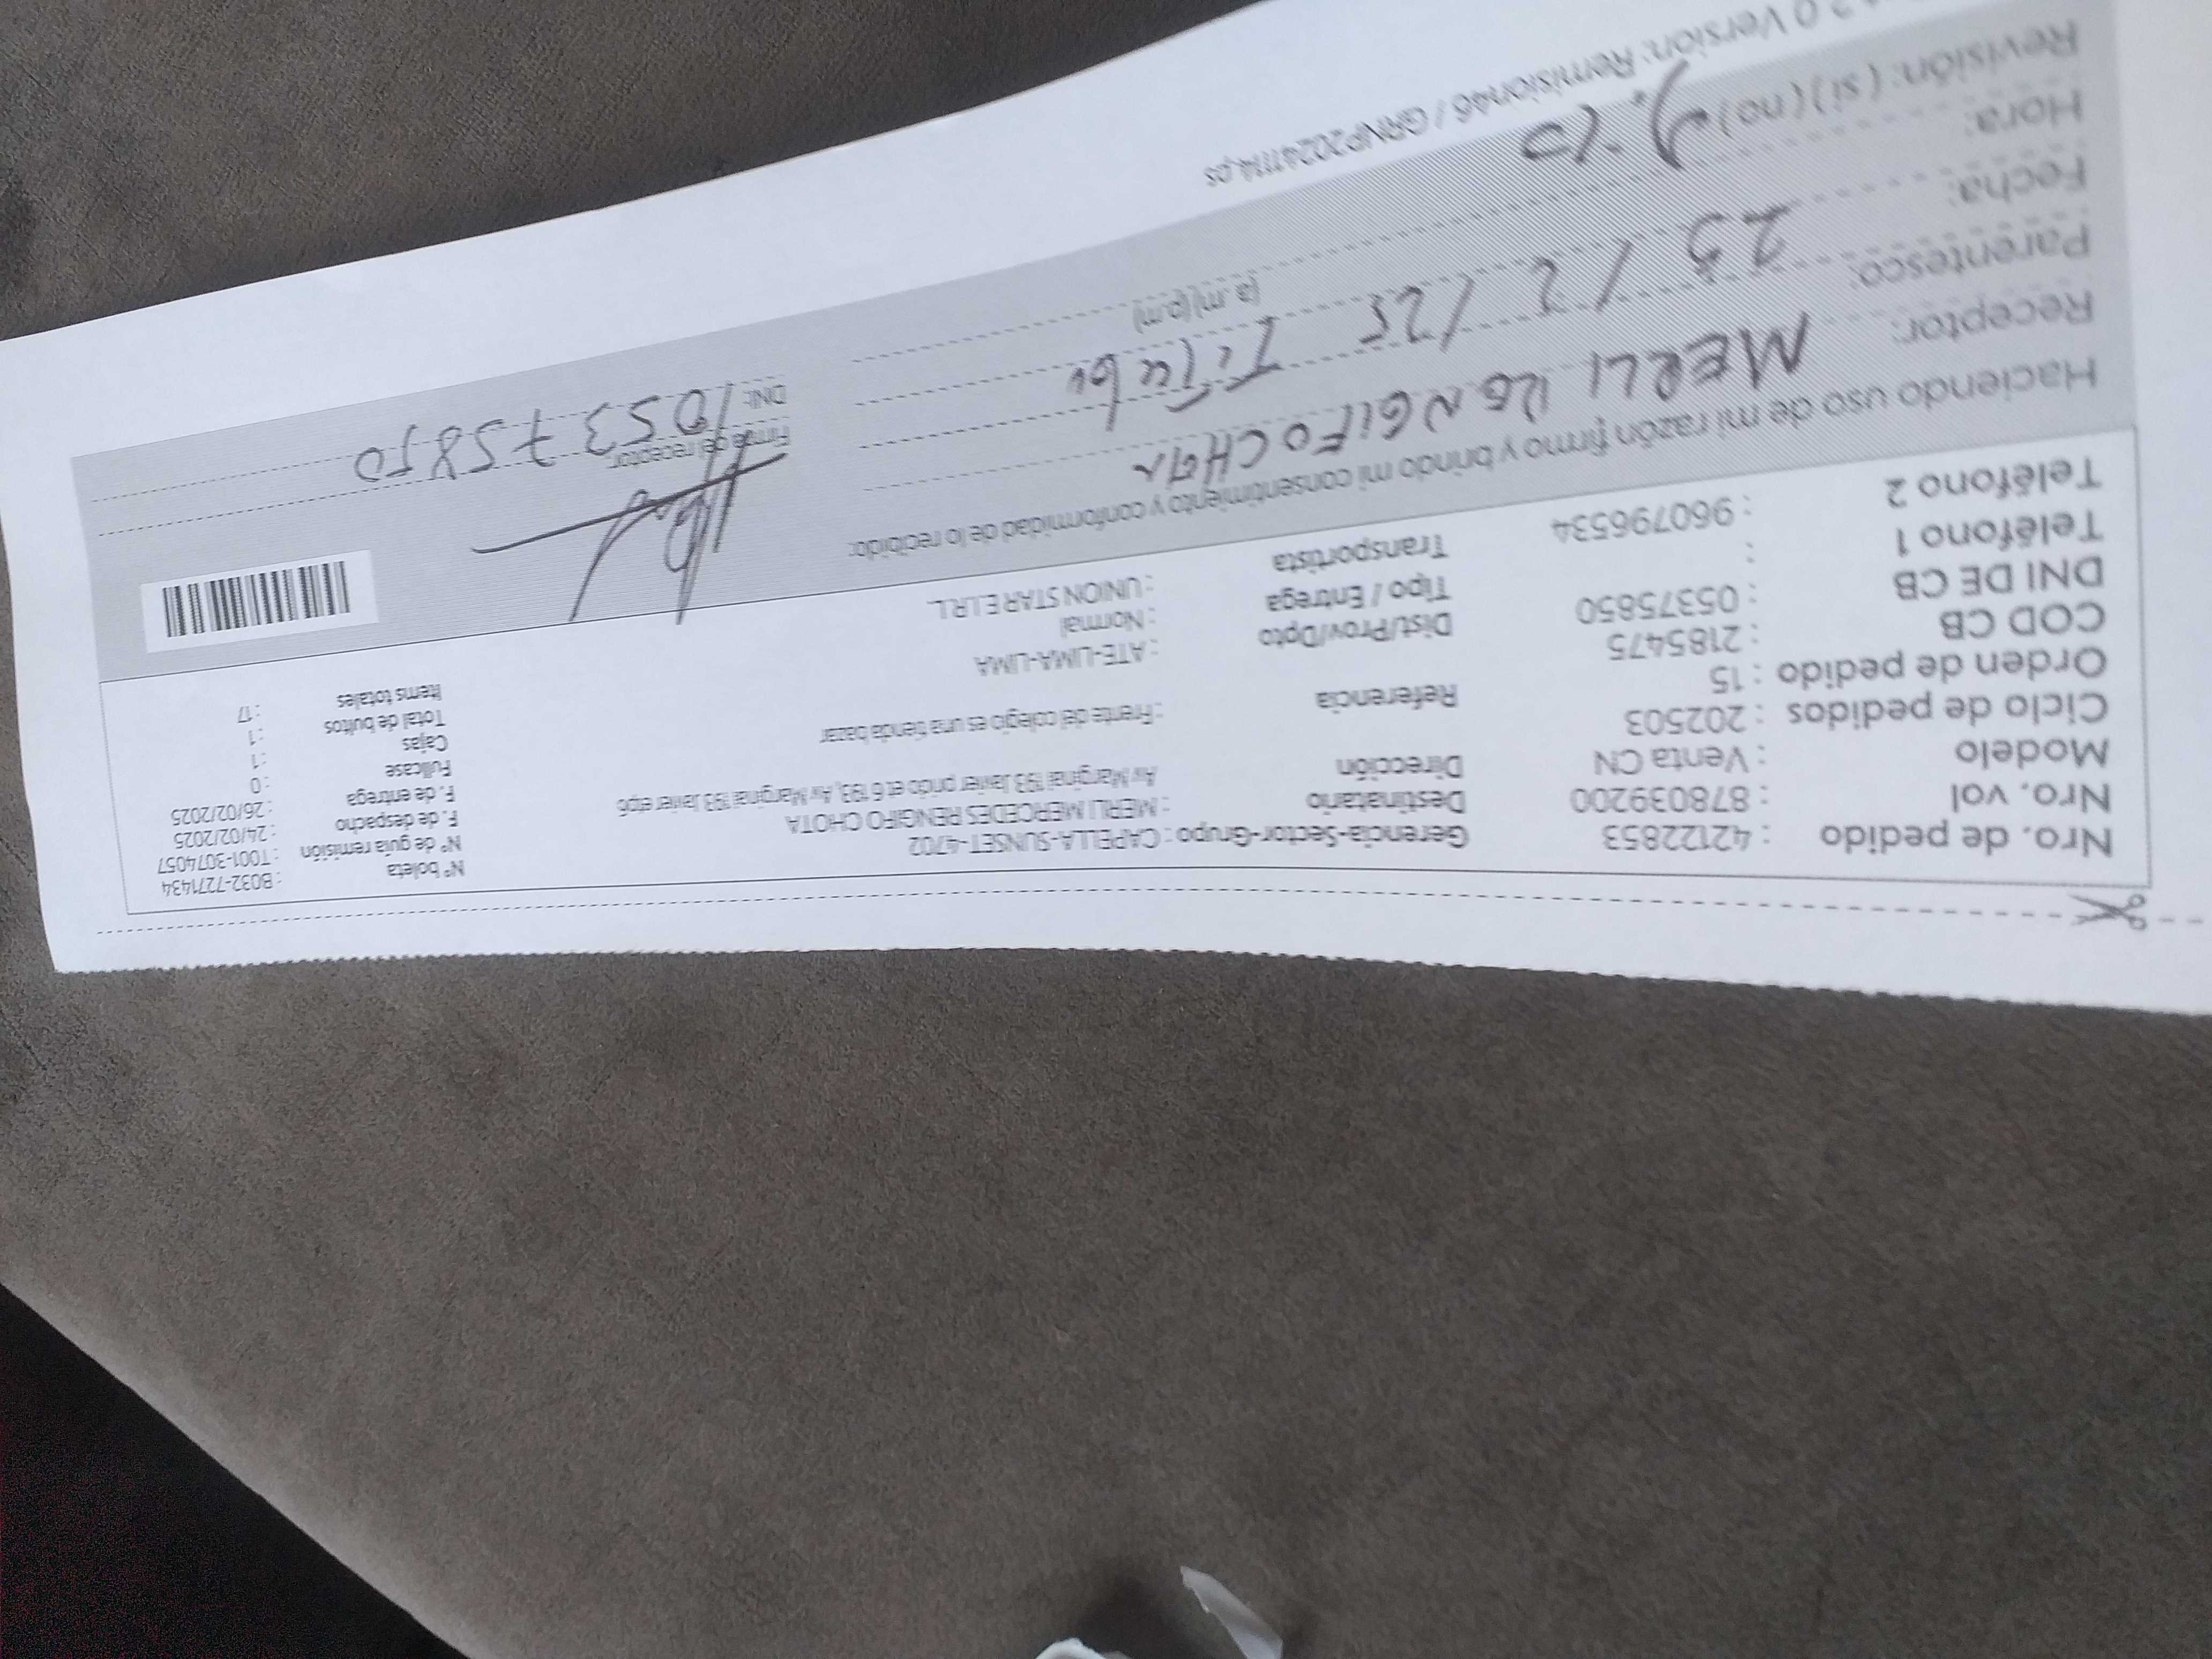 Nro. de pedido : 42122853
Nro. vol : 878039200
Modelo : Venta CN
Ciclo de pedidos : 202503
Orden de pedido : 15
COD CB : 2185475
DNI DE CB : 05375850
Teléfono 1 :
Teléfono 2 : 960796534
Gerencia-Sector-Grupo : CAPELLA-SUNSET-4702
Destinatario : MERLI MERCEDES RENGIFO CHOTA
Dirección Av Marginal 193 Javier prído et 6 193, Av Marginal 193 Javier etp6
Referencia : Frente del colegio es una tienda bazar
Dist/Prov/Dpto : ATE-LIMA-LIMA
Tipo / Entrega : Normal
Transportista : UNION STAR E.I.R.L.
N° boleta : B032-7271434
N° de guía remisión : T001-3074057
F. de despacho : 24/02/2025
F. de entrega : 26/02/2025
Fullcase : 0
Cajas : 1
Total de bultos : 1
Items totales : 17
Haciendo uso de mi razón firmo y brindo mi consentimiento y conformidad de lo recibido:
Receptor: MERLI RENGIFO CHOTA
Parentesco: Titular
Fecha: 25/2/25
Hora: (a.m)(p.m)
Revisión: (si)(no)
Firma del receptor
DNI: 105375850
2.0 Versión: Remision46 / GRNP20241114.ps